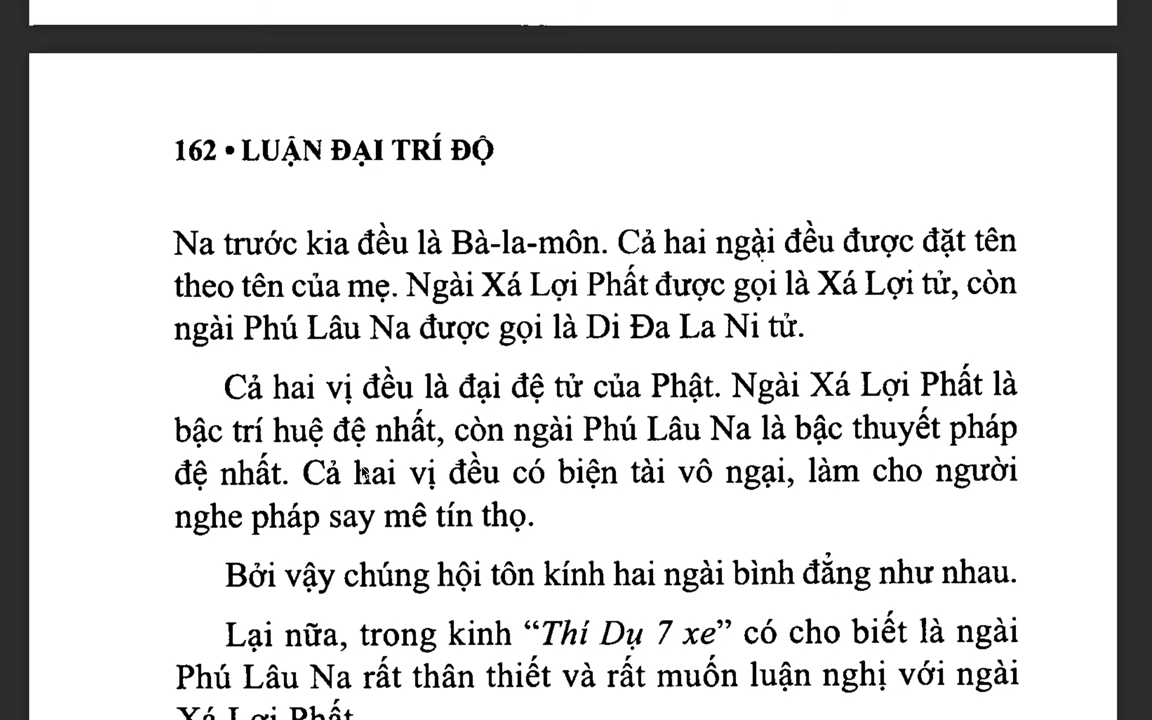 162 • LUẬN ĐẠI TRÍ ĐỘ
Na trước kia đều là Bà-la-môn. Cả hai ngài đều được đặt tên
theo tên của mẹ. Ngài Xá Lợi Phất được gọi là Xá Lợi tử, còn
ngài Phú Lâu Na được gọi là Di Đa La Ni tử.
Cả hai vị đều là đại đệ tử của Phật. Ngài Xá Lợi Phất là
bậc trí huệ đệ nhất, còn ngài Phú Lâu Na là bậc thuyết pháp
đệ nhất. Cả hai vị đều có biện tài vô ngại, làm cho người
nghe pháp say mê tín thọ.
Bởi vậy chúng hội tôn kính hai ngài bình đẳng như nhau.
Lại nữa, trong kinh “Thí Dụ 7 xe” có cho biết là ngài
Phú Lâu Na rất thân thiết và rất muốn luận nghị với ngài
Xá Lợi Phất